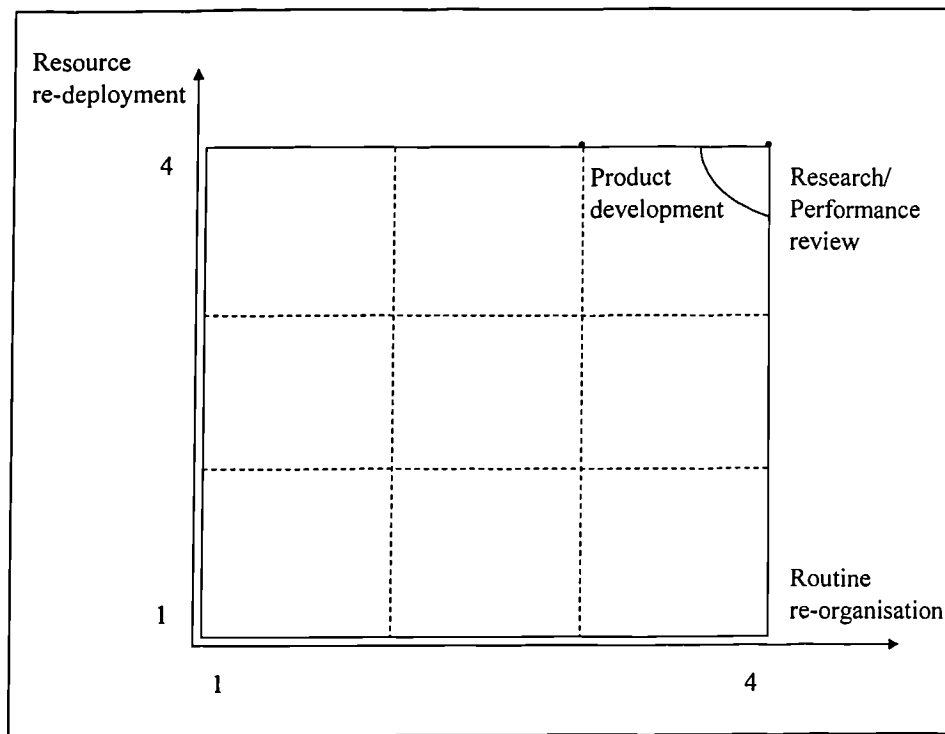 Resource
re-deployment
4
Product
development
Research/
Performance
review
1
Routine
re-organisation
1
4